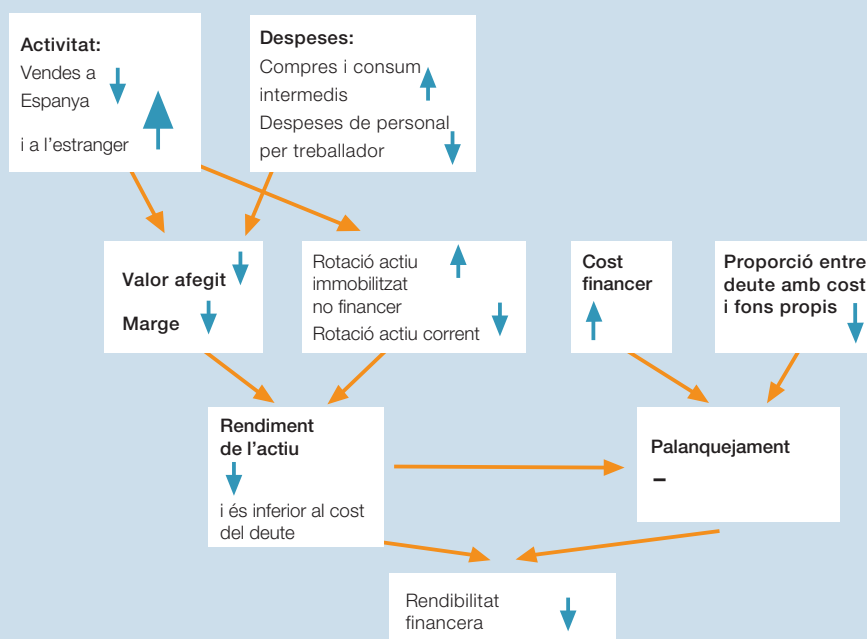 Activitat:
Vendes a
Espanya
i a l'estranger
Despeses:
Compres i consum
intermedis
Despeses de personal
per treballador
Valor afegit
Marge
Rotació actiu
immobilitzat
no financer
Rotació actiu corrent
Cost
financer
Proporció entre
deute amb cost
i fons propis
Rendiment
de l'actiu
i és inferior al cost
del deute
Palanquejament
–
Rendibilitat
financera